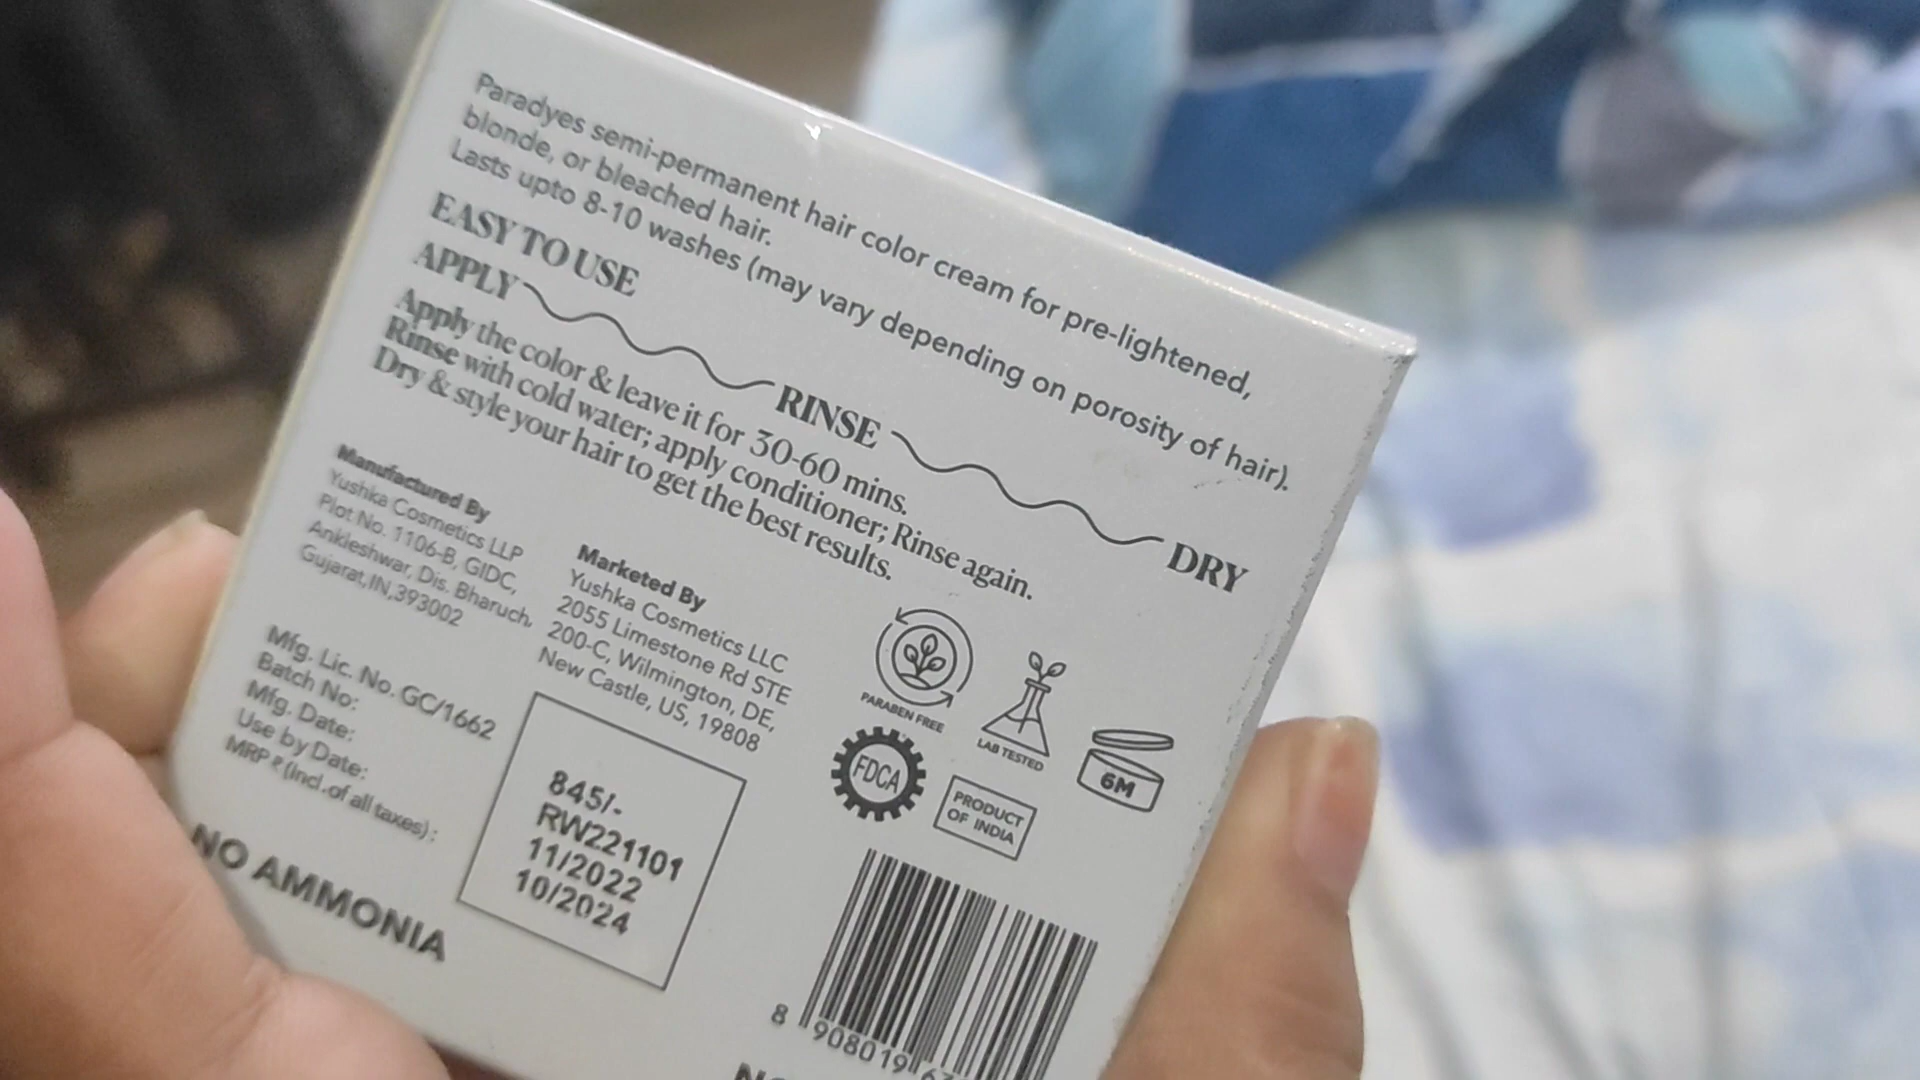 Paradyes semi-permanent hair color cream for pre-lightened,
blonde, or bleached hair.
Lasts upto 8-10 washes (may vary depending on porosity of hair).
EASY TO USE
APPLY
RINSE
DRY
Apply the color & leave it for 30-60 mins.
Rinse with cold water; apply conditioner; Rinse again.
Dry & style your hair to get the best results.
Manufactured By
Yushka Cosmetics LLP
Plot No. 1106-B, GIDC,
Ankleshwar, Dis. Bharuch,
Gujarat,IN,393002
Marketed By
Yushka Cosmetics LLC
2055 Limestone Rd STE
200-C, Wilmington, DE,
New Castle, US, 19808
PARABEN FREE
LAB TESTED
6M
FDCA
PRODUCT
OF INDIA
Mfg. Lic. No. GC/1662
Batch No:
Mfg. Date:
Use by Date:
MRP ₹ (Incl.of all taxes):
845/-
RW221101
11/2022
10/2024
NO AMMONIA
8 908019